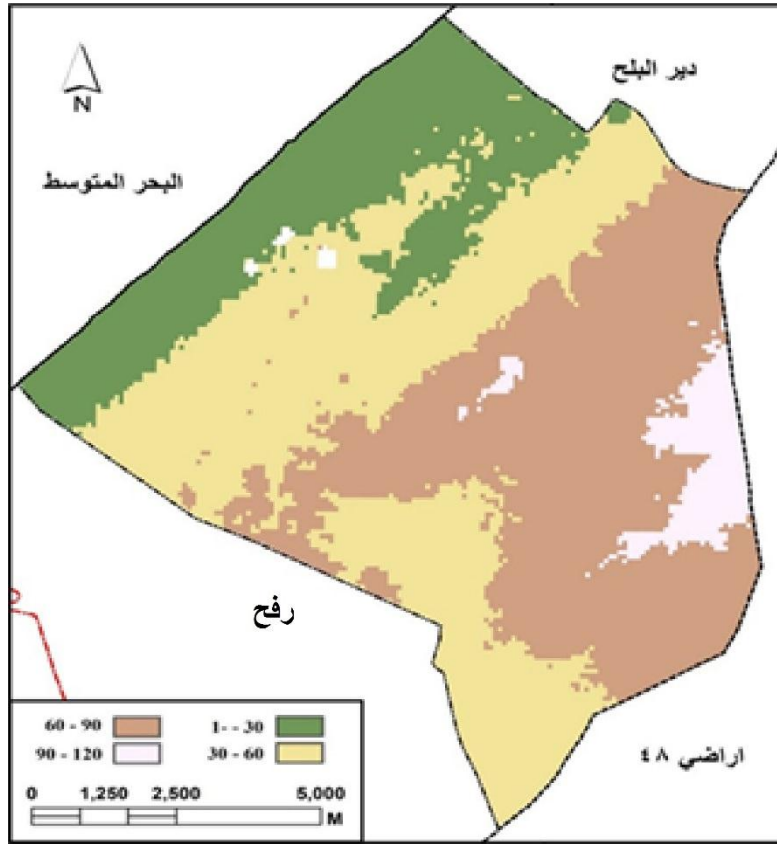 دير البلح
N
البحر المتوسط
رفح
اراضي ٤٨
60 - 90
1- - 30
90 - 120
30 - 60
0 1,250 2,500 5,000
M